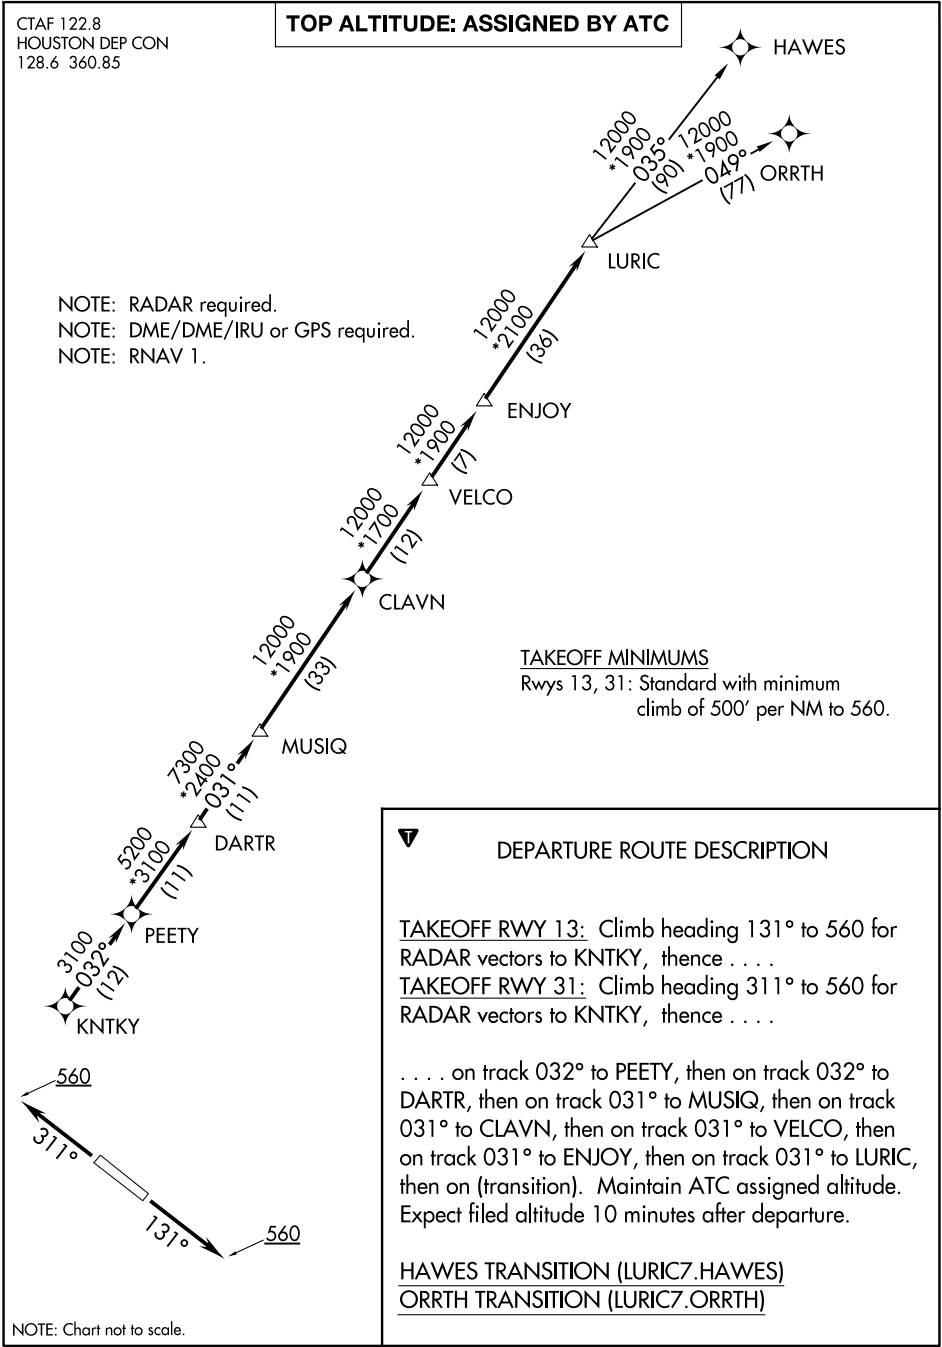 CTAF 122.8
HOUSTON DEP CON
128.6 360.85
TOP ALTITUDE: ASSIGNED BY ATC
HAWES
12000
*1900
035°
(90)
12000
*1900
049°
(77)
ORRTH
LURIC
NOTE: RADAR required.
NOTE: DME/DME/IRU or GPS required.
NOTE: RNAV 1.
12000
*2100
(36)
ENJOY
12000
*1900
(7)
VELCO
12000
*1700
(12)
CLAVN
12000
*1900
(33)
TAKEOFF MINIMUMS
Rwys 13, 31: Standard with minimum
climb of 500' per NM to 560.
MUSIQ
7300
*2400
031°
(11)
DARTR
5200
*3100
(11)
PEETY
3100
032°
(12)
KNTKY
560
311°
131°
560
NOTE: Chart not to scale.
T
DEPARTURE ROUTE DESCRIPTION
TAKEOFF RWY 13: Climb heading 131° to 560 for
RADAR vectors to KNTKY, thence . . . .
TAKEOFF RWY 31: Climb heading 311° to 560 for
RADAR vectors to KNTKY, thence . . . .
. . . . on track 032° to PEETY, then on track 032° to
DARTR, then on track 031° to MUSIQ, then on track
031° to CLAVN, then on track 031° to VELCO, then
on track 031° to ENJOY, then on track 031° to LURIC,
then on (transition). Maintain ATC assigned altitude.
Expect filed altitude 10 minutes after departure.
HAWES TRANSITION (LURIC7.HAWES)
ORRTH TRANSITION (LURIC7.ORRTH)